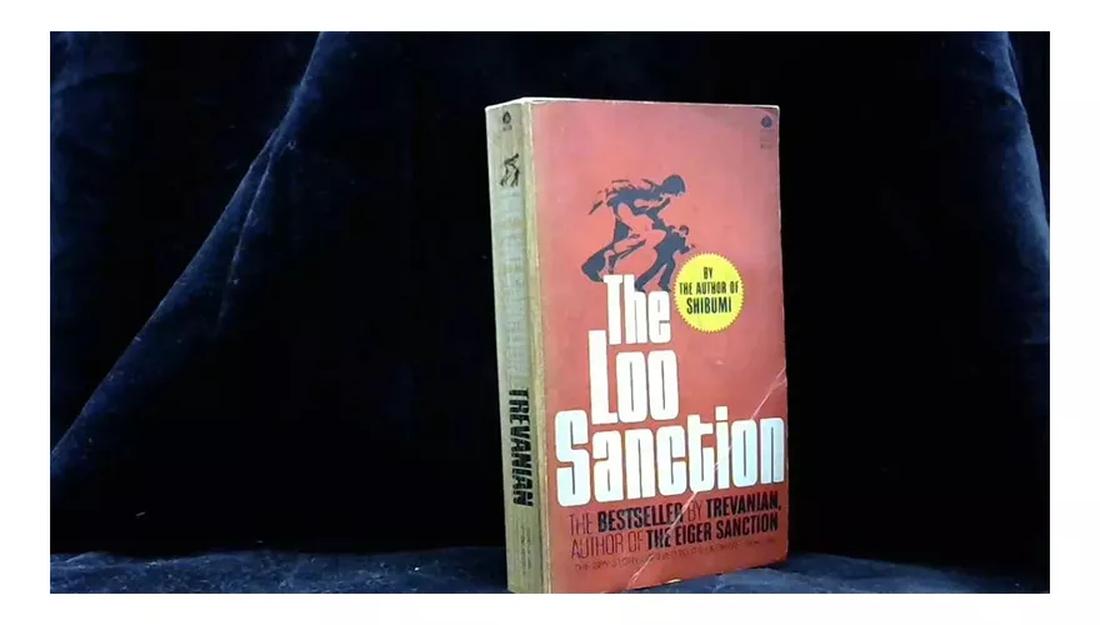 BY
THE AUTHOR OF
SHIBUMI
The
Loo
Sanction
THE BESTSELLER BY TREVANIAN,
AUTHOR OF THE EIGER SANCTION
TREVANIAN